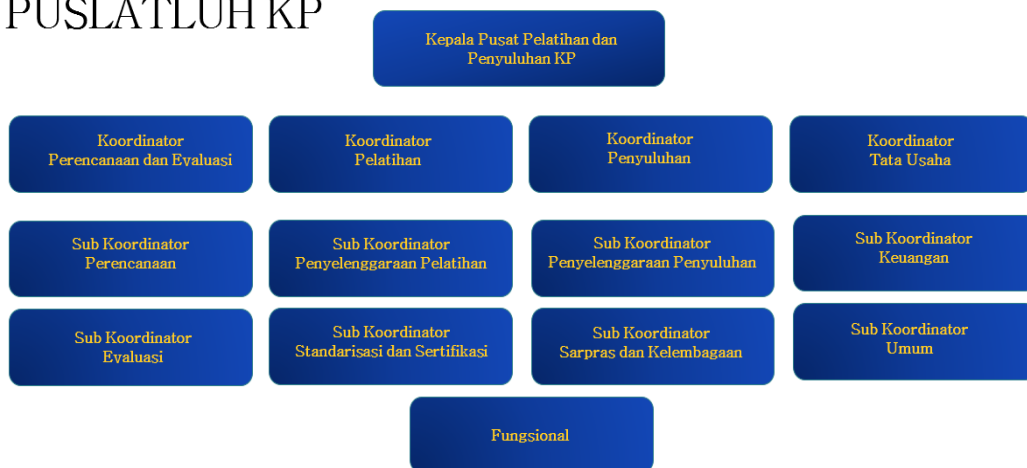 PUSLATLUH KP
Kepala Pusat Pelatihan dan
Penyuluhan KP
Koordinator
Perencanaan dan Evaluasi
Koordinator
Pelatihan
Koordinator
Penyuluhan
Koordinator
Tata Usaha
Sub Koordinator
Perencanaan
Sub Koordinator
Penyelenggaraan Pelatihan
Sub Koordinator
Penyelenggaraan Penyuluhan
Sub Koordinator
Keuangan
Sub Koordinator
Evaluasi
Sub Koordinator
Standarisasi dan Sertifikasi
Sub Koordinator
Sarpras dan Kelembagaan
Sub Koordinator
Umum
Fungsional